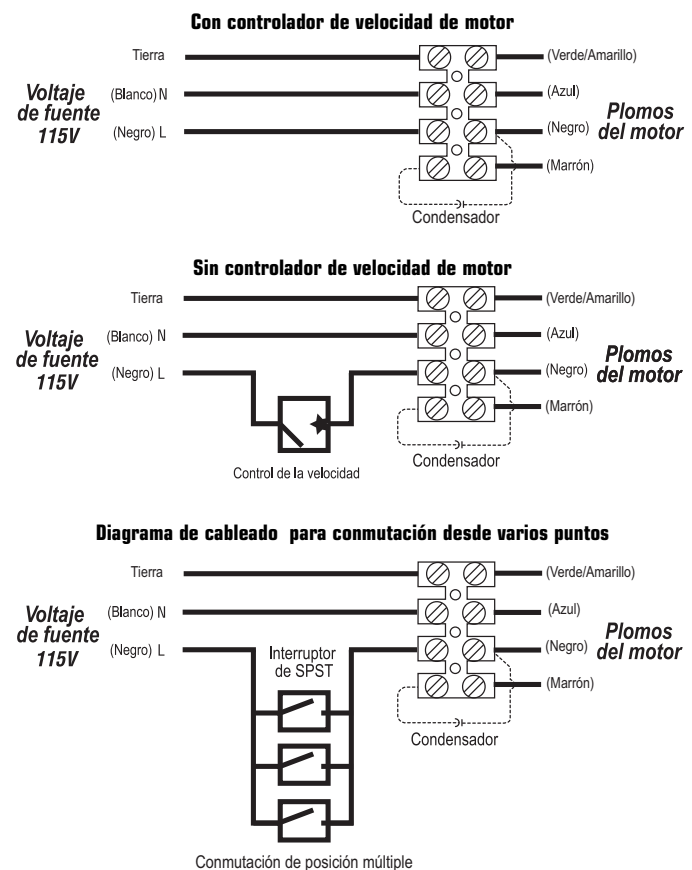 Con controlador de velocidad de motor
Tierra
(Verde/Amarillo)
Voltaje
de fuente
115V
(Blanco) N
(Azul)
(Negro) L
(Negro)
Plomos
del motor
(Marrón)
Condensador
Sin controlador de velocidad de motor
Tierra
(Verde/Amarillo)
Voltaje
de fuente
115V
(Blanco) N
(Azul)
(Negro) L
(Negro)
Plomos
del motor
(Marrón)
Condensador
Control de la velocidad
Diagrama de cableado para conmutación desde varios puntos
Tierra
(Verde/Amarillo)
Voltaje
de fuente
115V
(Blanco) N
(Azul)
(Negro) L
(Negro)
Plomos
del motor
Interruptor
de SPST
(Marrón)
Condensador
Conmutación de posición múltiple